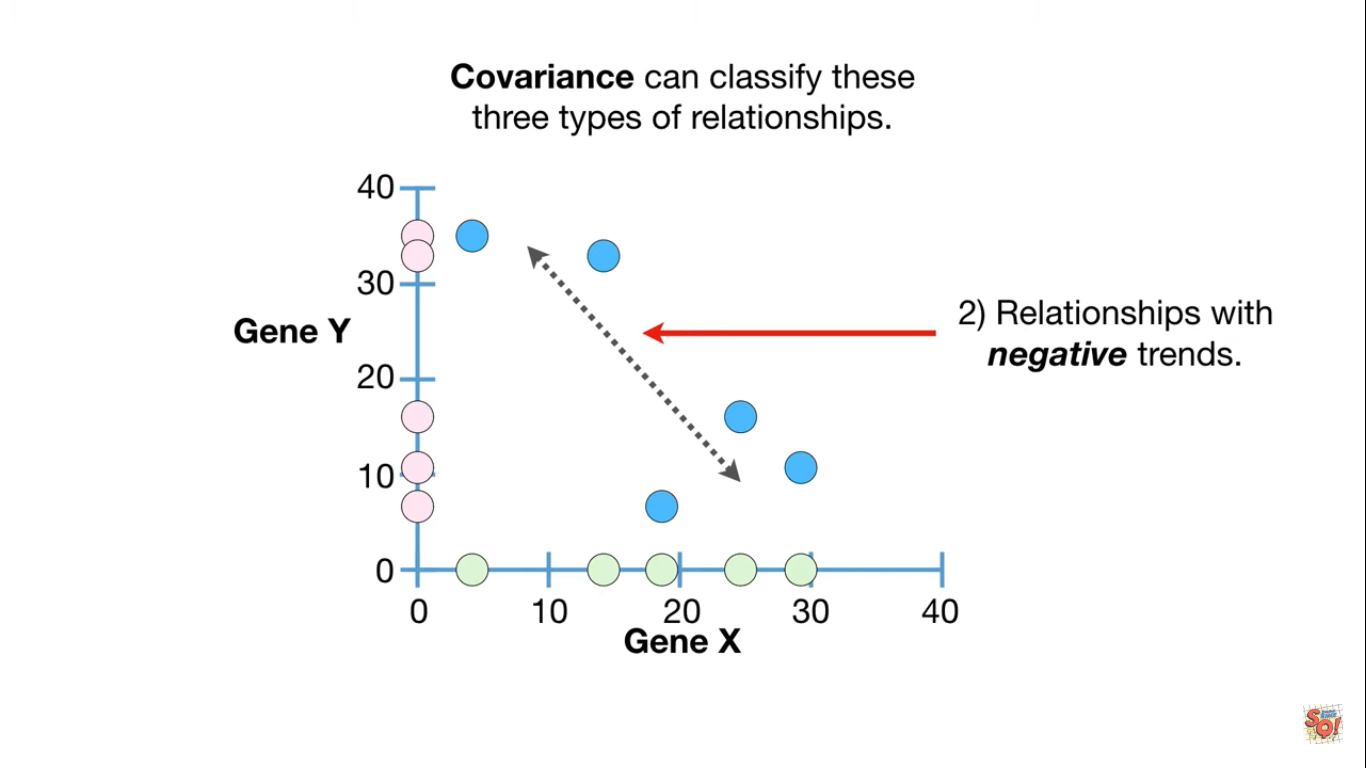 Covariance can classify these
three types of relationships.
40
30
Gene Y
20
10
0
0 10 20 30 40
Gene X
2) Relationships with
negative trends.
SQ!